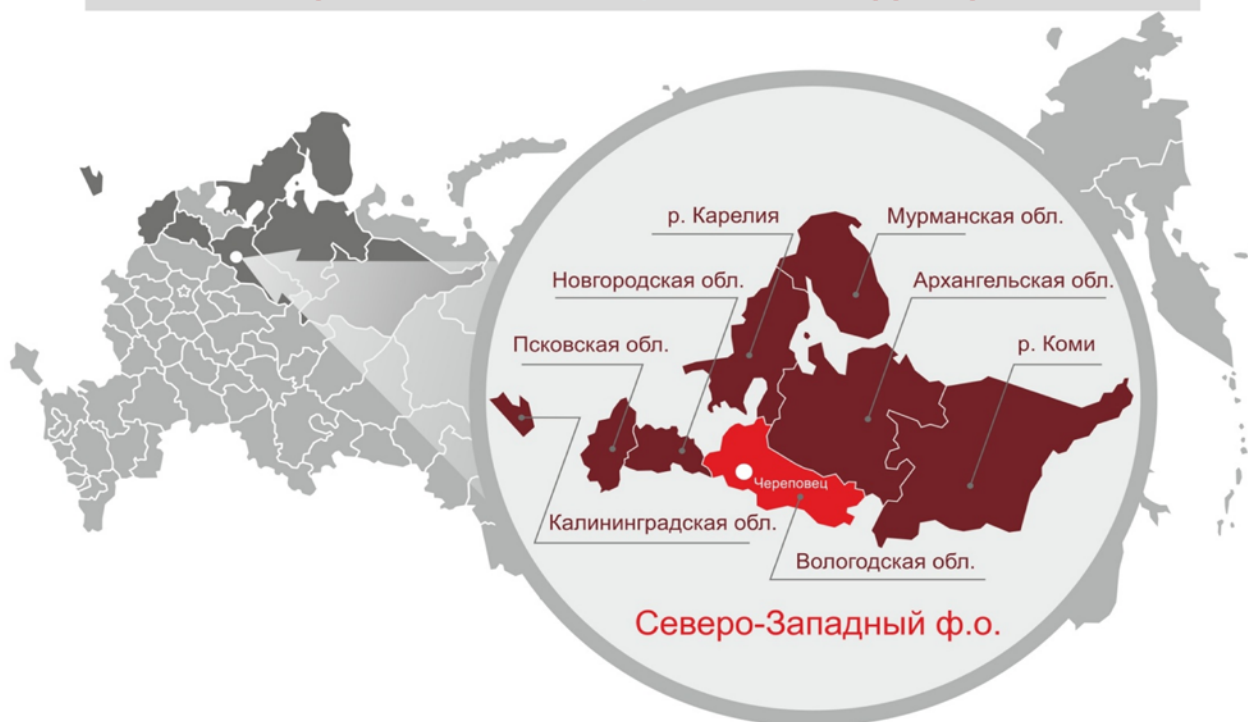 р. Карелия
Мурманская обл.
Новгородская обл.
Архангельская обл.
Псковская обл.
р. Коми
Череповец
Калининградская обл.
Вологодская обл.
Северо-Западный ф.о.